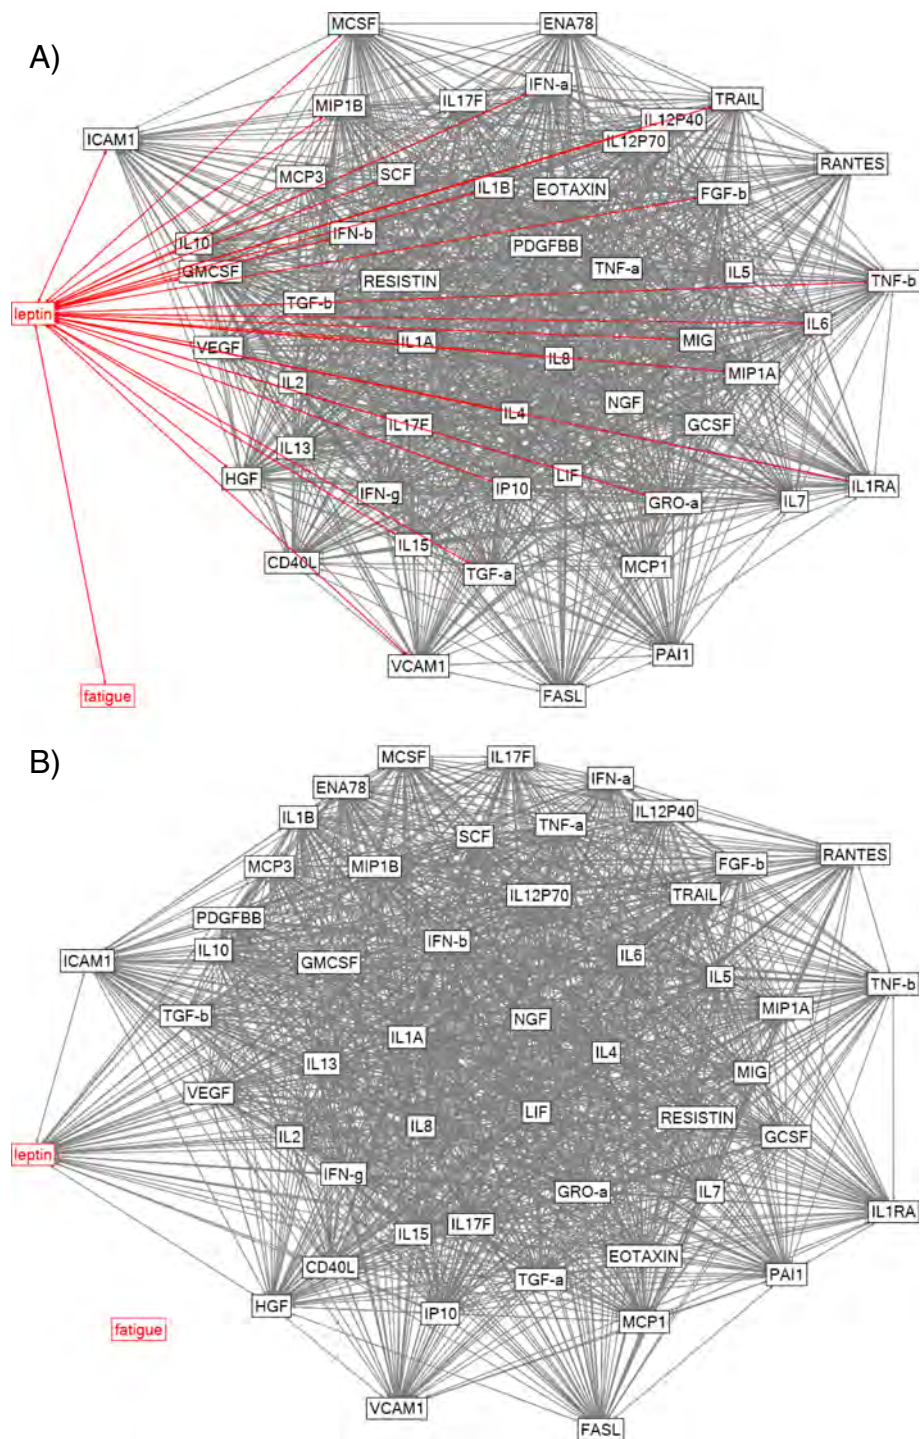 A)
MCSF
ENA78
IFN-a
TRAIL
MIP1B
IL17F
IL12P40
ICAM1
IL12P70
RANTES
MCP3
SCF
IL1B
EOTAXIN
FGF-b
IL10
IFN-b
PDGFBB
GMCSF
RESISTIN
TNF-a
IL5
TNF-b
leptin
TGF-b
IL6
VEGF
IL1A
IL8
MIG
MIP1A
IL2
NGF
IL4
GCSF
IL17F
IL13
HGF
IFN-g
IP10
LIF
GRO-a
IL7
IL1RA
IL15
CD40L
TGF-a
MCP1
VCAM1
PAI1
fatigue
FASL
B)
MCSF
IL17F
IFN-a
ENA78
IL12P40
IL1B
SCF
TNF-a
RANTES
MCP3
MIP1B
FGF-b
IL12P70
TRAIL
PDGFBB
IL10
IFN-b
IL6
ICAM1
GMCSF
IL5
TNF-b
TGF-b
NGF
MIP1A
IL1A
IL4
IL13
MIG
VEGF
LIF
RESISTIN
leptin
IL2
IL8
GCSF
IFN-g
GRO-a
IL7
IL1RA
IL15
IL17F
CD40L
EOTAXIN
TGF-a
PAI1
HGF
IP10
MCP1
fatigue
VCAM1
FASL